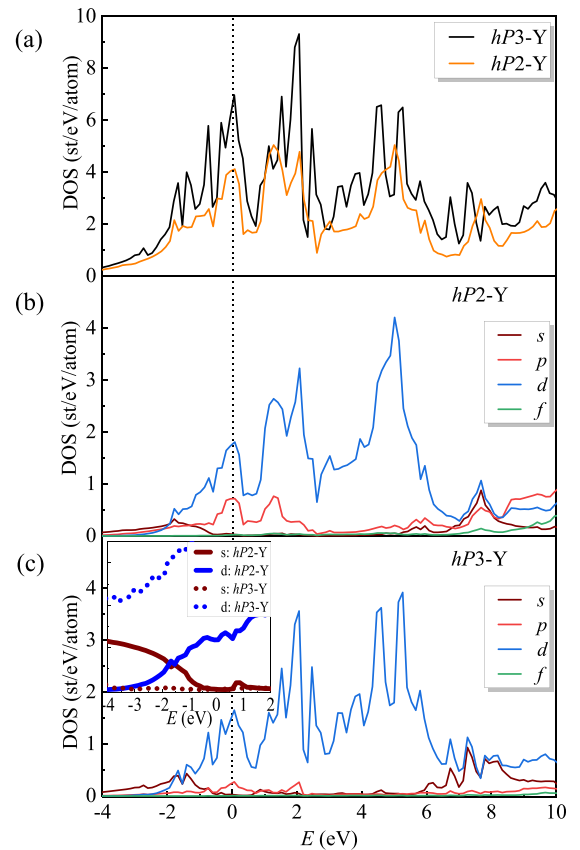 (a)
10
8
6
4
2
0
DOS (st/eV/atom)
hP3-Y
hP2-Y
(b)
hP2-Y
4
3
2
1
0
DOS (st/eV/atom)
s
p
d
f
(c)
hP3-Y
4
3
2
1
0
DOS (st/eV/atom)
s: hP2-Y
d: hP2-Y
s: hP3-Y
d: hP3-Y
-4 -3 -2 -1 0 1 2
E (eV)
s
p
d
f
-4 -2 0 2 4 6 8 10
E (eV)